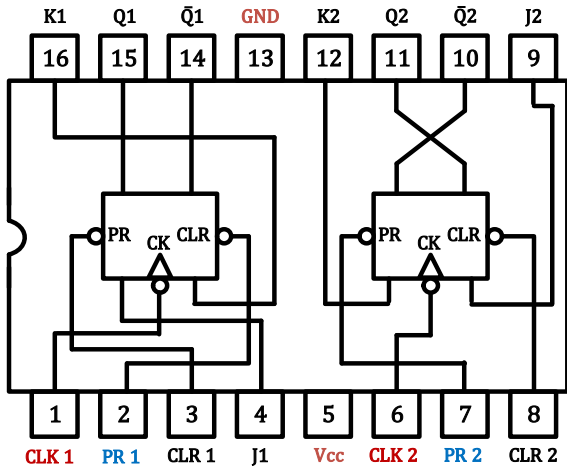 K1 Q1 Q̄1 GND K2 Q2 Q̄2 J2
16 15 14 13 12 11 10 9
PR CLR PR CLR
CK CK
1 2 3 4 5 6 7 8
CLK 1 PR 1 CLR 1 J1 Vcc CLK 2 PR 2 CLR 2